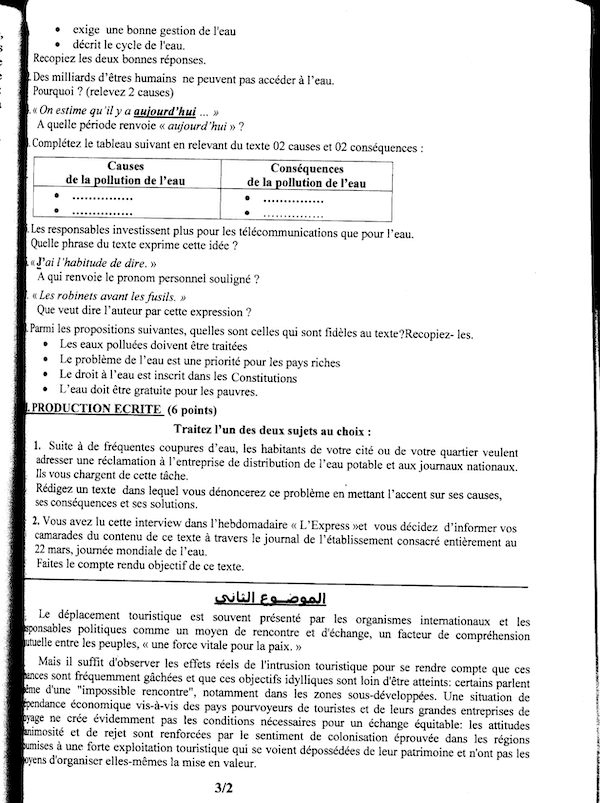 • exige une bonne gestion de l'eau
• décrit le cycle de l'eau.
Recopiez les deux bonnes réponses.
Des milliards d'êtres humains ne peuvent pas accéder à l'eau.
Pourquoi ? (relevez 2 causes)
« On estime qu'il y a aujourd'hui ... »
A quelle période renvoie « aujourd'hui » ?
Complétez le tableau suivant en relevant du texte 02 causes et 02 conséquences :
Causes
de la pollution de l'eau
Conséquences
de la pollution de l'eau
• ...............
• ...............
• ...............
• ...............
Les responsables investissent plus pour les télécommunications que pour l'eau.
Quelle phrase du texte exprime cette idée ?
« J'ai l'habitude de dire. »
A qui renvoie le pronom personnel souligné ?
« Les robinets avant les fusils. »
Que veut dire l'auteur par cette expression ?
Parmi les propositions suivantes, quelles sont celles qui sont fidèles au texte?Recopiez- les.
• Les eaux polluées doivent être traitées
• Le problème de l'eau est une priorité pour les pays riches
• Le droit à l'eau est inscrit dans les Constitutions
• L'eau doit être gratuite pour les pauvres.
PRODUCTION ECRITE (6 points)
Traitez l'un des deux sujets au choix :
1. Suite à de fréquentes coupures d'eau, les habitants de votre cité ou de votre quartier veulent
adresser une réclamation à l'entreprise de distribution de l'eau potable et aux journaux nationaux.
Ils vous chargent de cette tâche.
Rédigez un texte dans lequel vous dénoncerez ce problème en mettant l'accent sur ses causes,
ses conséquences et ses solutions.
2. Vous avez lu cette interview dans l'hebdomadaire « L'Express »et vous décidez d'informer vos
camarades du contenu de ce texte à travers le journal de l'établissement consacré entièrement au
22 mars, journée mondiale de l'eau.
Faites le compte rendu objectif de ce texte.
الموضوع الثاني
Le déplacement touristique est souvent présenté par les organismes internationaux et les
sponsables politiques comme un moyen de rencontre et d'échange, un facteur de compréhension
utuelle entre les peuples, « une force vitale pour la paix. »
Mais il suffit d'observer les effets réels de l'intrusion touristique pour se rendre compte que ces
ances sont fréquemment gâchées et que ces objectifs idylliques sont loin d'être atteints: certains parlent
ême d'une "impossible rencontre", notamment dans les zones sous-développées. Une situation de
épendance économique vis-à-vis des pays pourvoyeurs de touristes et de leurs grandes entreprises de
oyage ne crée évidemment pas les conditions nécessaires pour un échange équitable: les attitudes
animosité et de rejet sont renforcées par le sentiment de colonisation éprouvée dans les régions
umises à une forte exploitation touristique qui se voient dépossédées de leur patrimoine et n'ont pas les
oyens d'organiser elles-mêmes la mise en valeur.
3/2